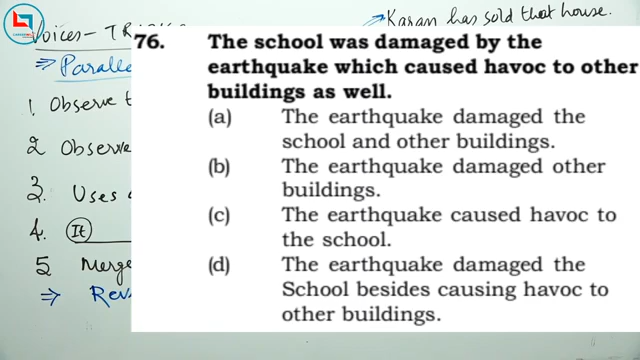 Karan has sold that house.
Voices - TRICKS
76. The school was damaged by the
earthquake which caused havoc to other
buildings as well.
(a) The earthquake damaged the
school and other buildings.
(b) The earthquake damaged other
buildings.
(c) The earthquake caused havoc to
the school.
(d) The earthquake damaged the
School besides causing havoc to
other buildings.
1. Observe
2 Observe
3. Uses
4. It
5